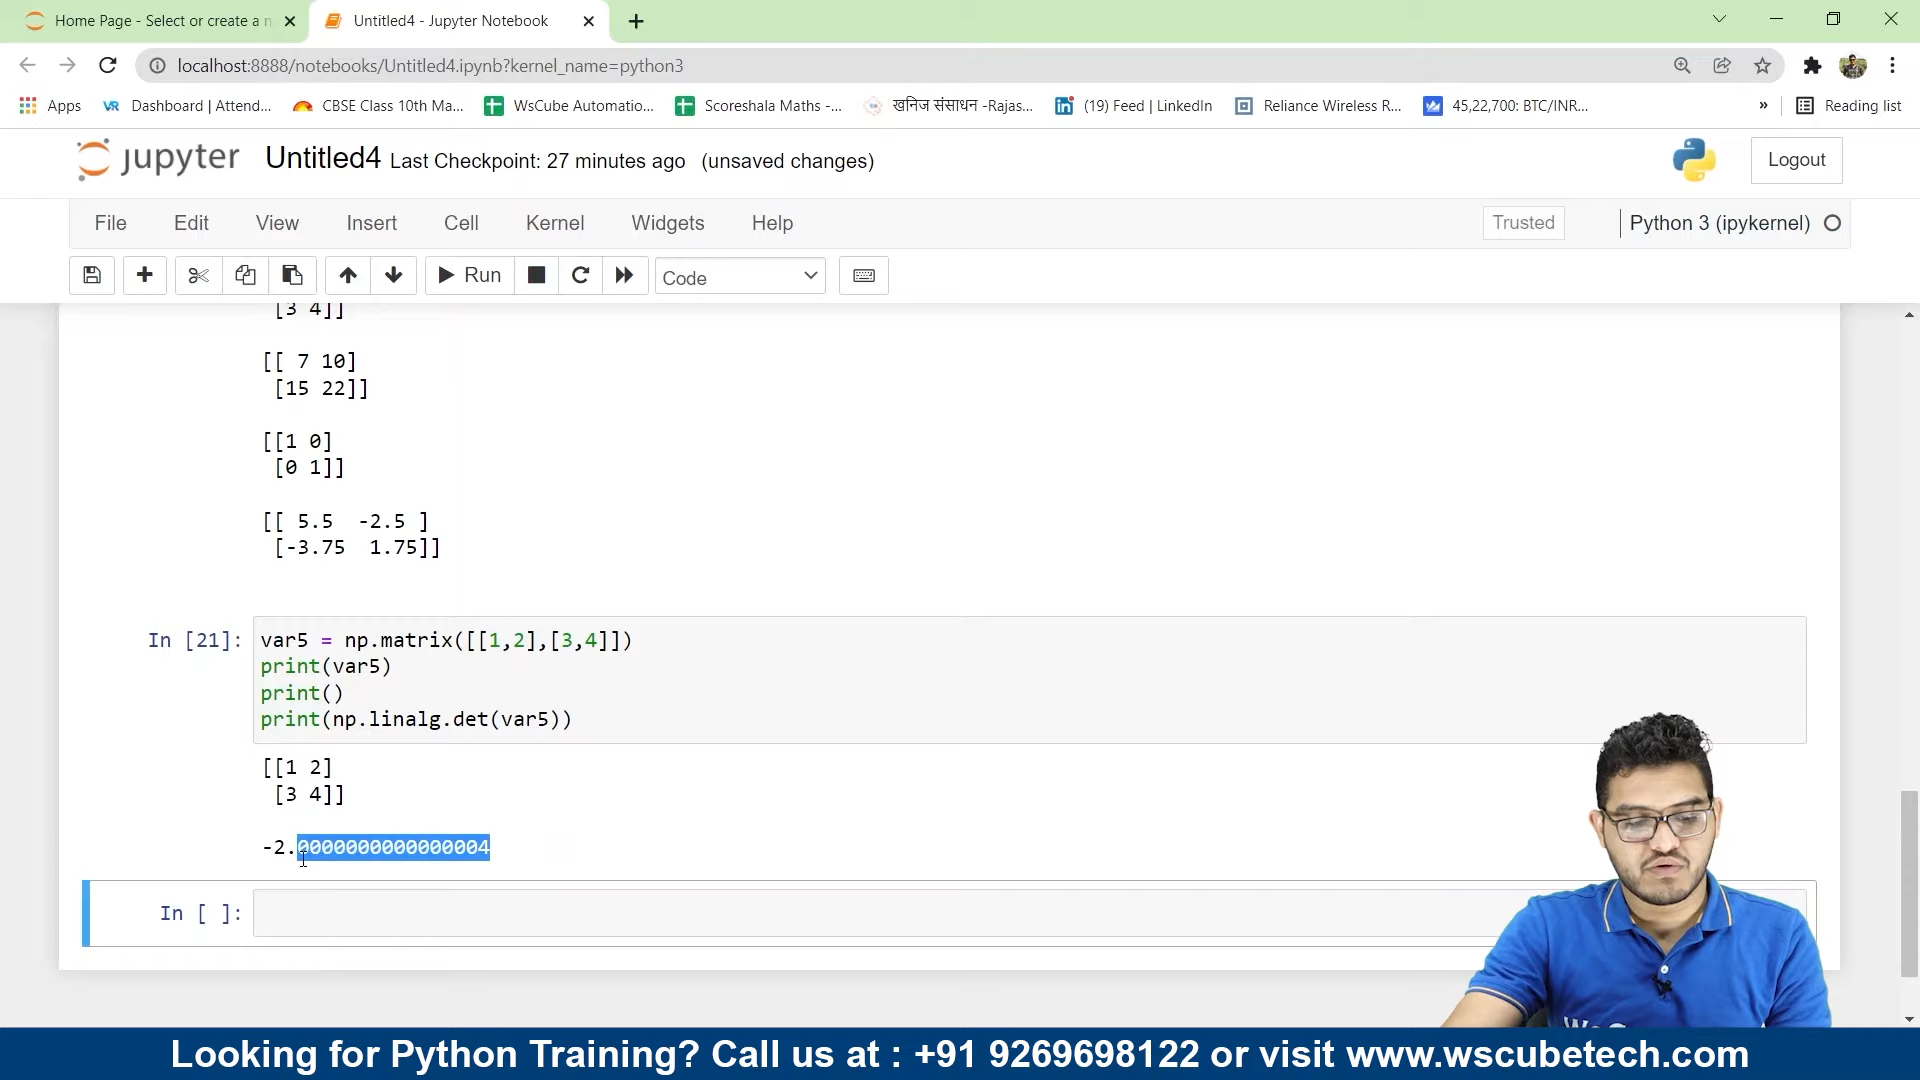 Home Page - Select or create a n
Untitled4 - Jupyter Notebook
localhost:8888/notebooks/Untitled4.ipynb?kernel_name=python3
Apps
Dashboard | Attend...
CBSE Class 10th Ma...
WsCube Automatio...
Scoreshala Maths -...
खनिज संसाधन -Rajas...
(19) Feed | LinkedIn
Reliance Wireless R...
45,22,700: BTC/INR...
»
Reading list
jupyter Untitled4 Last Checkpoint: 27 minutes ago (unsaved changes)
Logout
File Edit View Insert Cell Kernel Widgets Help
Trusted
Python 3 (ipykernel)
Run
Code
[3 4]]
[[ 7 10]
[15 22]]
[[1 0]
[0 1]]
[[ 5.5 -2.5 ]
[-3.75 1.75]]
In [21]:
var5 = np.matrix([[1,2],[3,4]])
print(var5)
print()
print(np.linalg.det(var5))
[[1 2]
[3 4]]
-2.0000000000000004
In [ ]:
Looking for Python Training? Call us at : +91 9269698122 or visit www.wscubetech.com